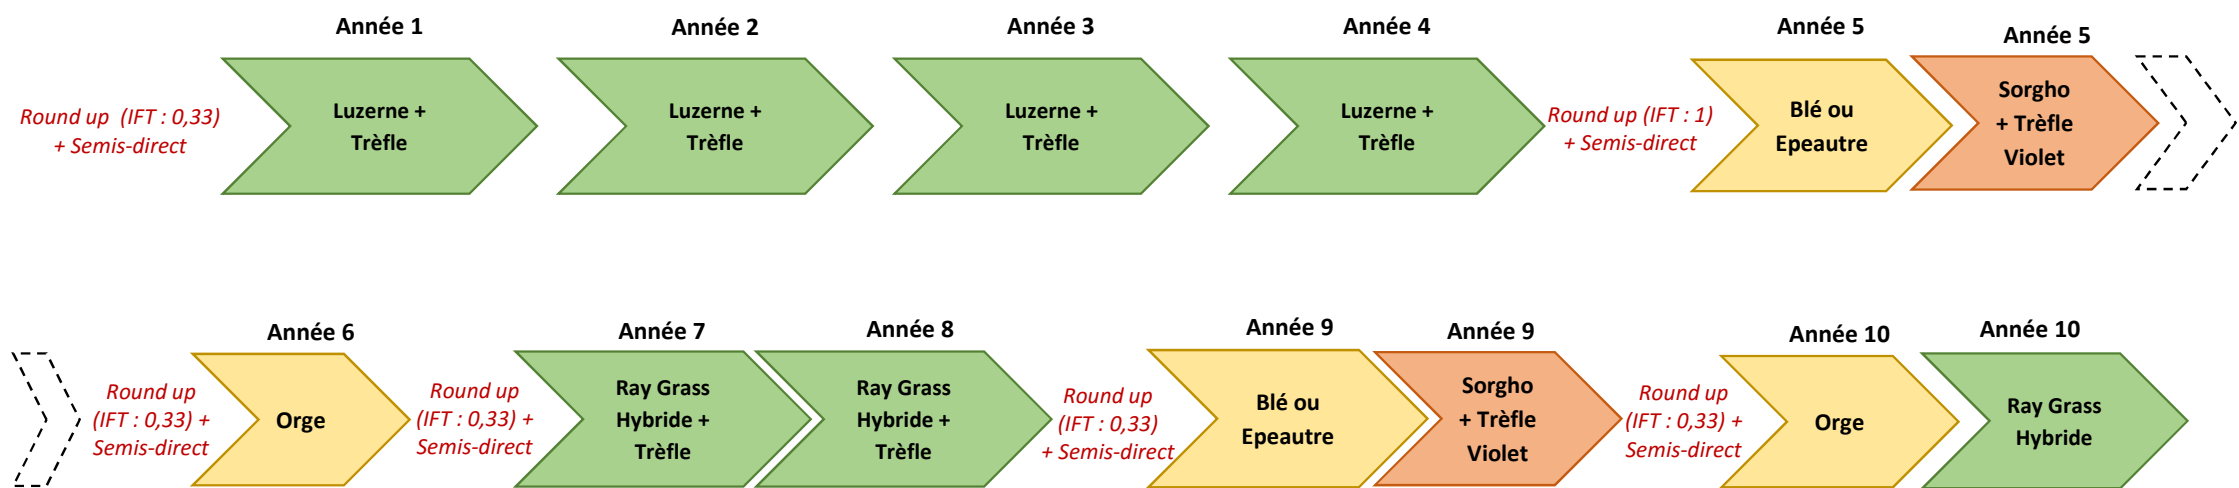 Année 1
Année 2
Année 3
Année 4
Année 5
Année 5
Round up (IFT : 0,33)
+ Semis-direct
Luzerne +
Trèfle
Luzerne +
Trèfle
Luzerne +
Trèfle
Luzerne +
Trèfle
Round up (IFT : 1)
+ Semis-direct
Blé ou
Epeautre
Sorgho
+ Trèfle
Violet
Année 6
Année 7
Année 8
Année 9
Année 9
Année 10
Année 10
Round up
(IFT : 0,33) +
Semis-direct
Orge
Round up
(IFT : 0,33) +
Semis-direct
Ray Grass
Hybride +
Trèfle
Ray Grass
Hybride +
Trèfle
Round up
(IFT : 0,33)
+ Semis-direct
Blé ou
Epeautre
Sorgho
+ Trèfle
Violet
Round up
(IFT : 0,33) +
Semis-direct
Orge
Ray Grass
Hybride